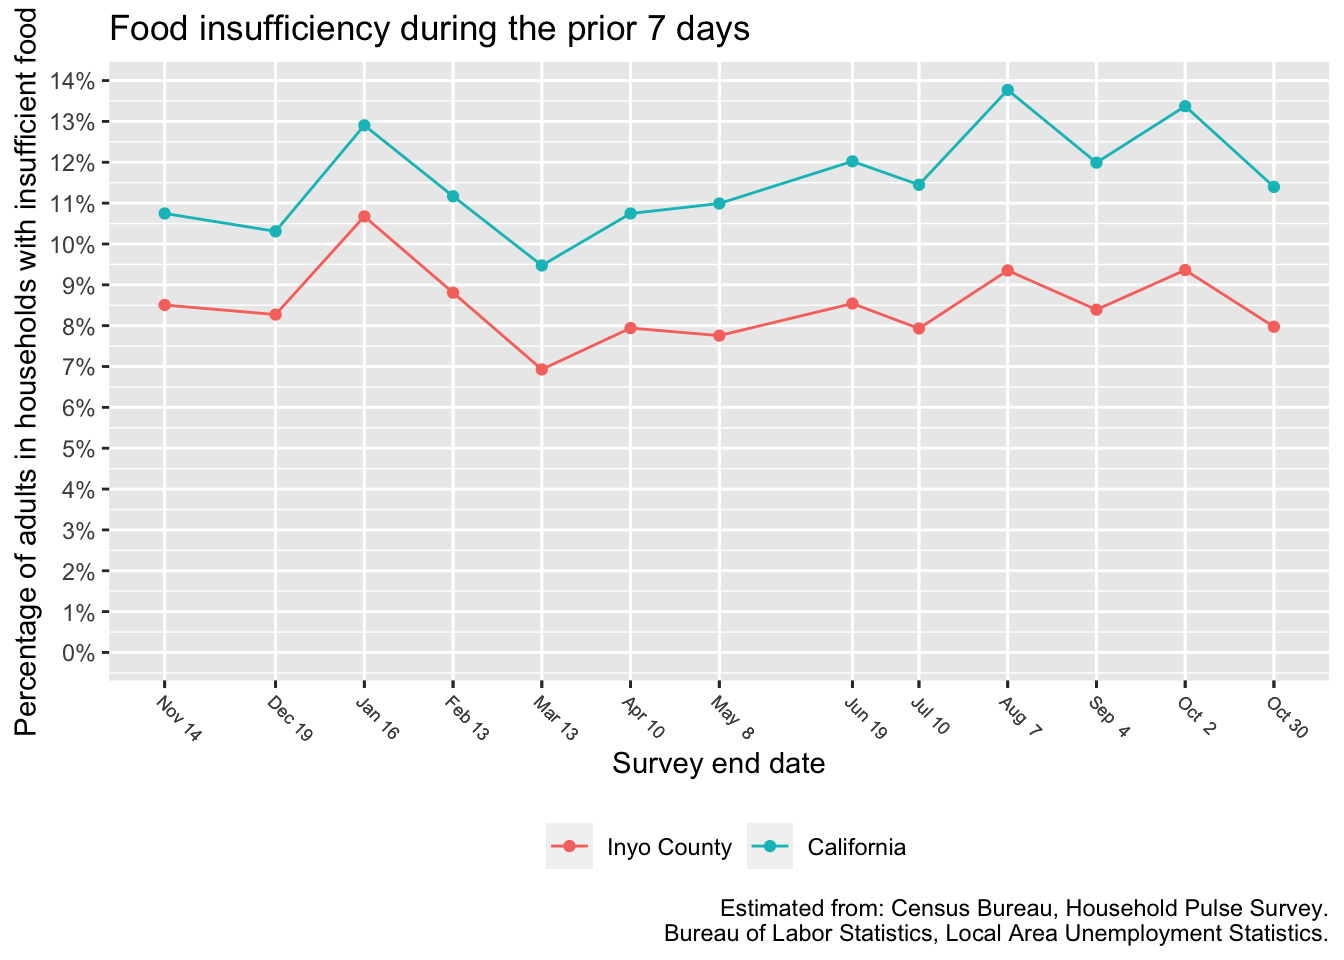 Food insufficiency during the prior 7 days
Percentage of adults in households with insufficient food
14%
13%
12%
11%
10%
9%
8%
7%
6%
5%
4%
3%
2%
1%
0%
Nov 14
Dec 19
Jan 16
Feb 13
Mar 13
Apr 10
May 8
Jun 19
Jul 10
Aug 7
Sep 4
Oct 2
Oct 30
Survey end date
Inyo County
California
Estimated from: Census Bureau, Household Pulse Survey.
Bureau of Labor Statistics, Local Area Unemployment Statistics.